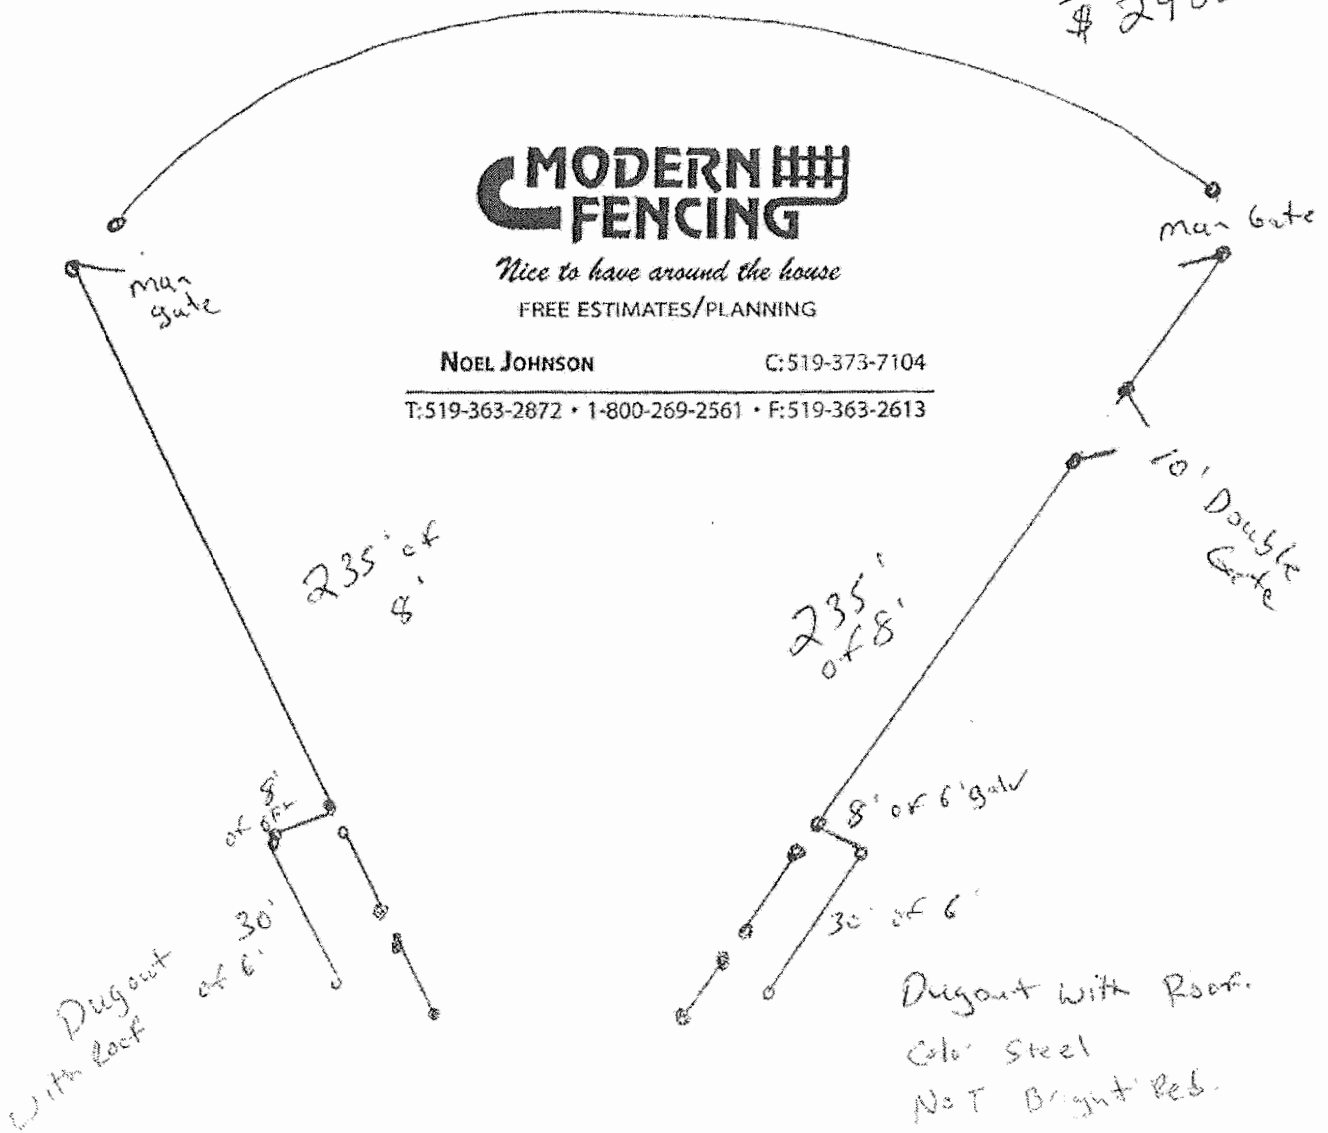 MODERN
FENCING
Nice to have around the house
FREE ESTIMATES/PLANNING
NOEL JOHNSON C:519-373-7104
T:519-363-2872 • 1-800-269-2561 • F:519-363-2613
Man Gate
man
gate
10' Double
Gate
235' of
8'
235'
of 8'
8'
of
8' of 6' galv
30'
of 6'
30' of 6'
Dugout
with Roof
Dugout with Roof.
Color Steel
NOT Bright Red.